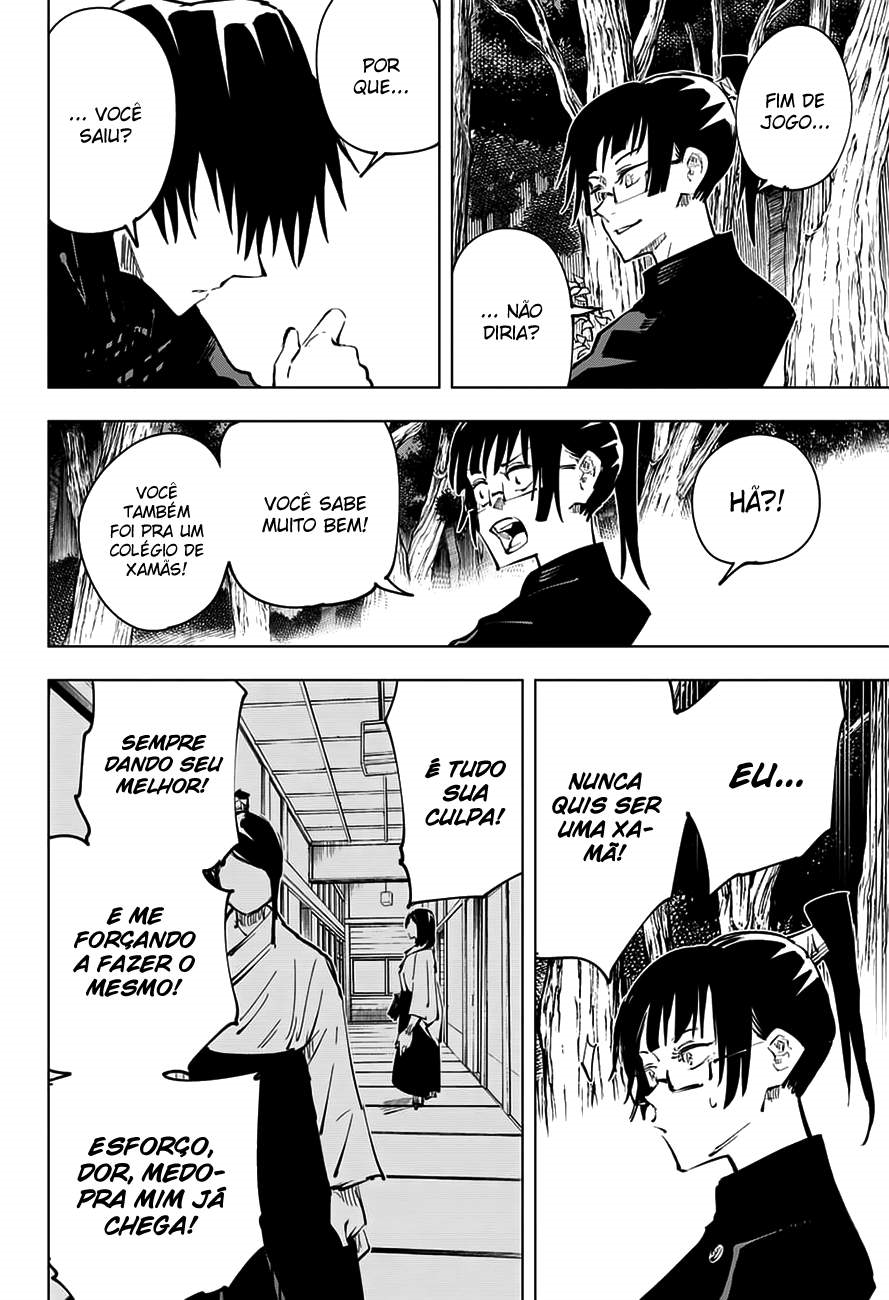 FIM DE
JOGO...
... NÃO
DIRIA?
POR
QUE...
... VOCÊ
SAIU?
HÃ?!
VOCÊ SABE
MUITO BEM!
VOCÊ
TAMBÉM
FOI PRA UM
COLÉGIO DE
XAMÃS!
EU...
NUNCA
QUIS SER
UMA XA-
MÃ!
É TUDO
SUA
CULPA!
SEMPRE
DANDO SEU
MELHOR!
E ME
FORÇANDO
A FAZER O
MESMO!
ESFORÇO,
DOR, MEDO-
PRA MIM JÁ
CHEGA!